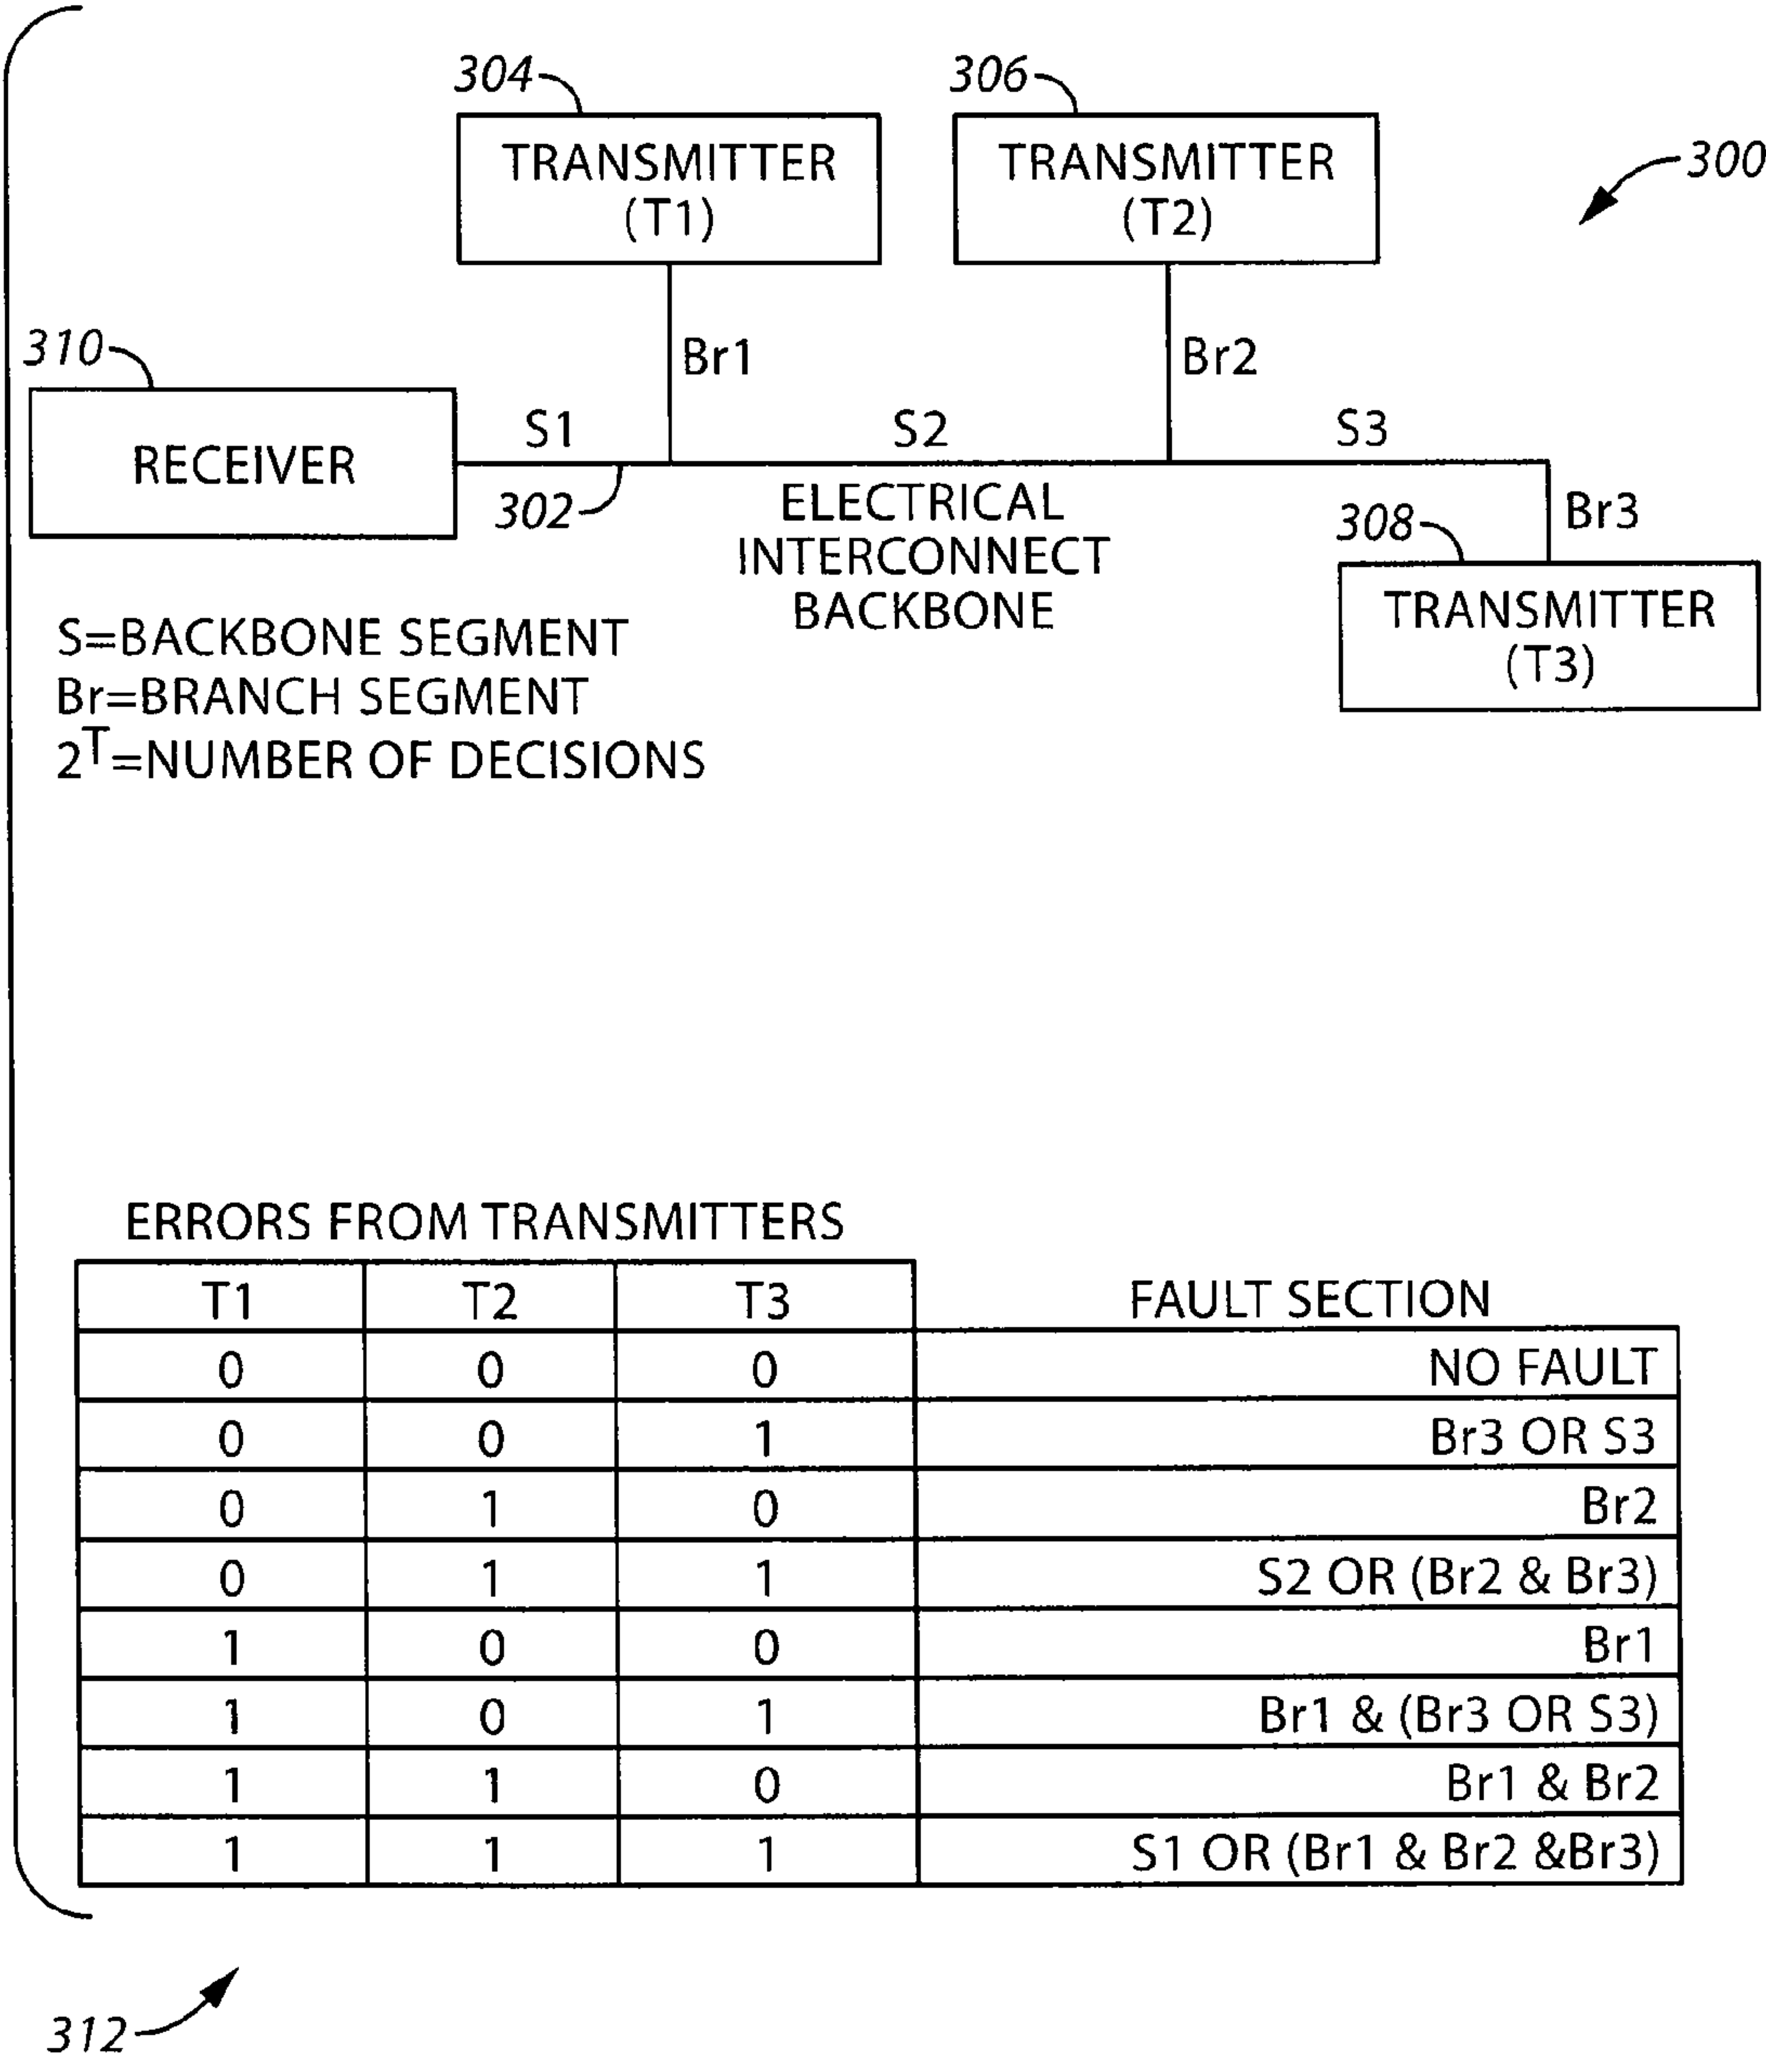 304
306
300
TRANSMITTER
(T1)
TRANSMITTER
(T2)
310
Br1
Br2
RECEIVER
S1
S2
S3
302
ELECTRICAL
INTERCONNECT
BACKBONE
308
Br3
TRANSMITTER
(T3)
S=BACKBONE SEGMENT
Br=BRANCH SEGMENT
2^T=NUMBER OF DECISIONS
ERRORS FROM TRANSMITTERS
T1 T2 T3 FAULT SECTION
0 0 0 NO FAULT
0 0 1 Br3 OR S3
0 1 0 Br2
0 1 1 S2 OR (Br2 & Br3)
1 0 0 Br1
1 0 1 Br1 & (Br3 OR S3)
1 1 0 Br1 & Br2
1 1 1 S1 OR (Br1 & Br2 &Br3)
312